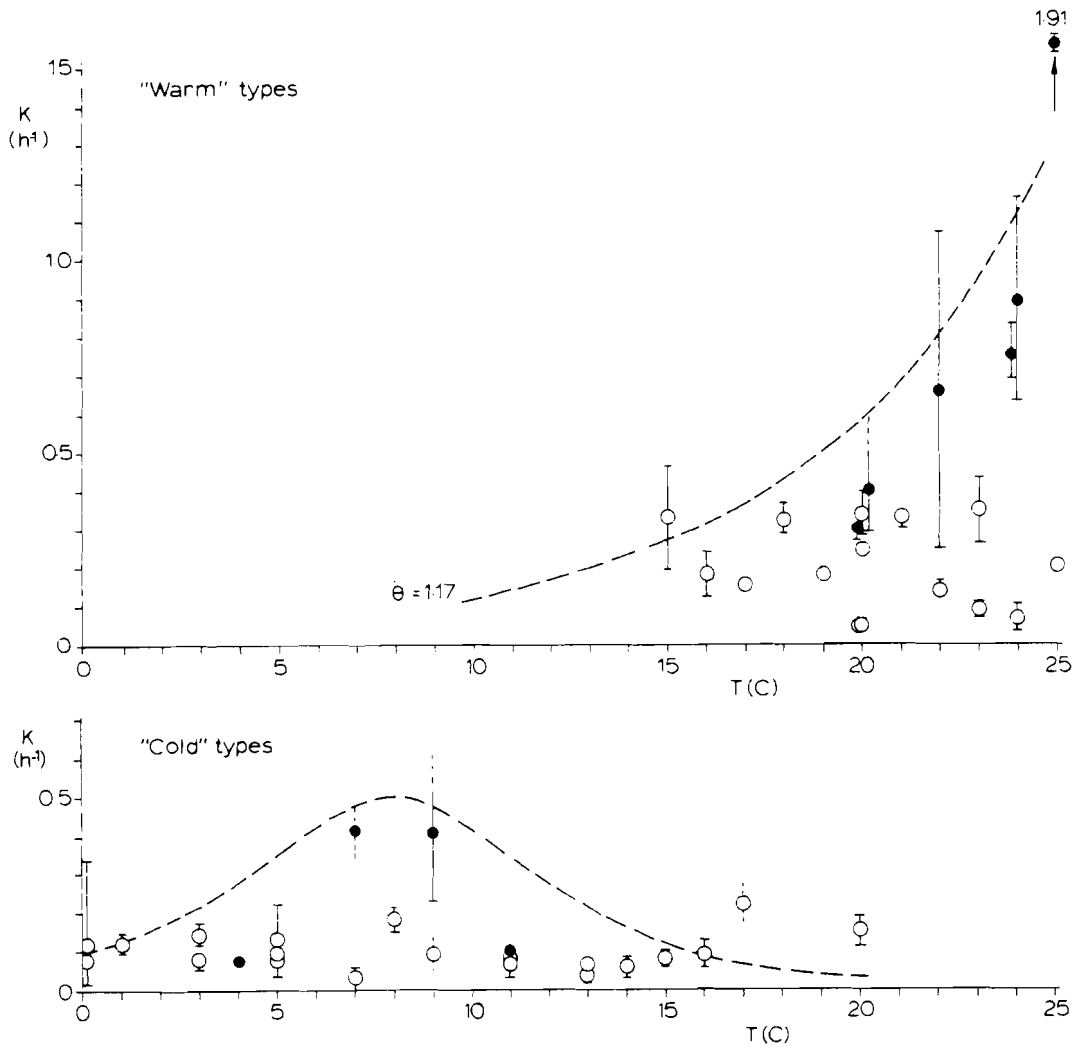 1.91
15
"Warm" types
K
(h⁻¹)
1.0
0.5
θ = 1.17
0
0 5 10 15 20 25
T (C)
K
(h⁻¹)
"Cold" types
0.5
0
0 5 10 15 20 25
T (C)